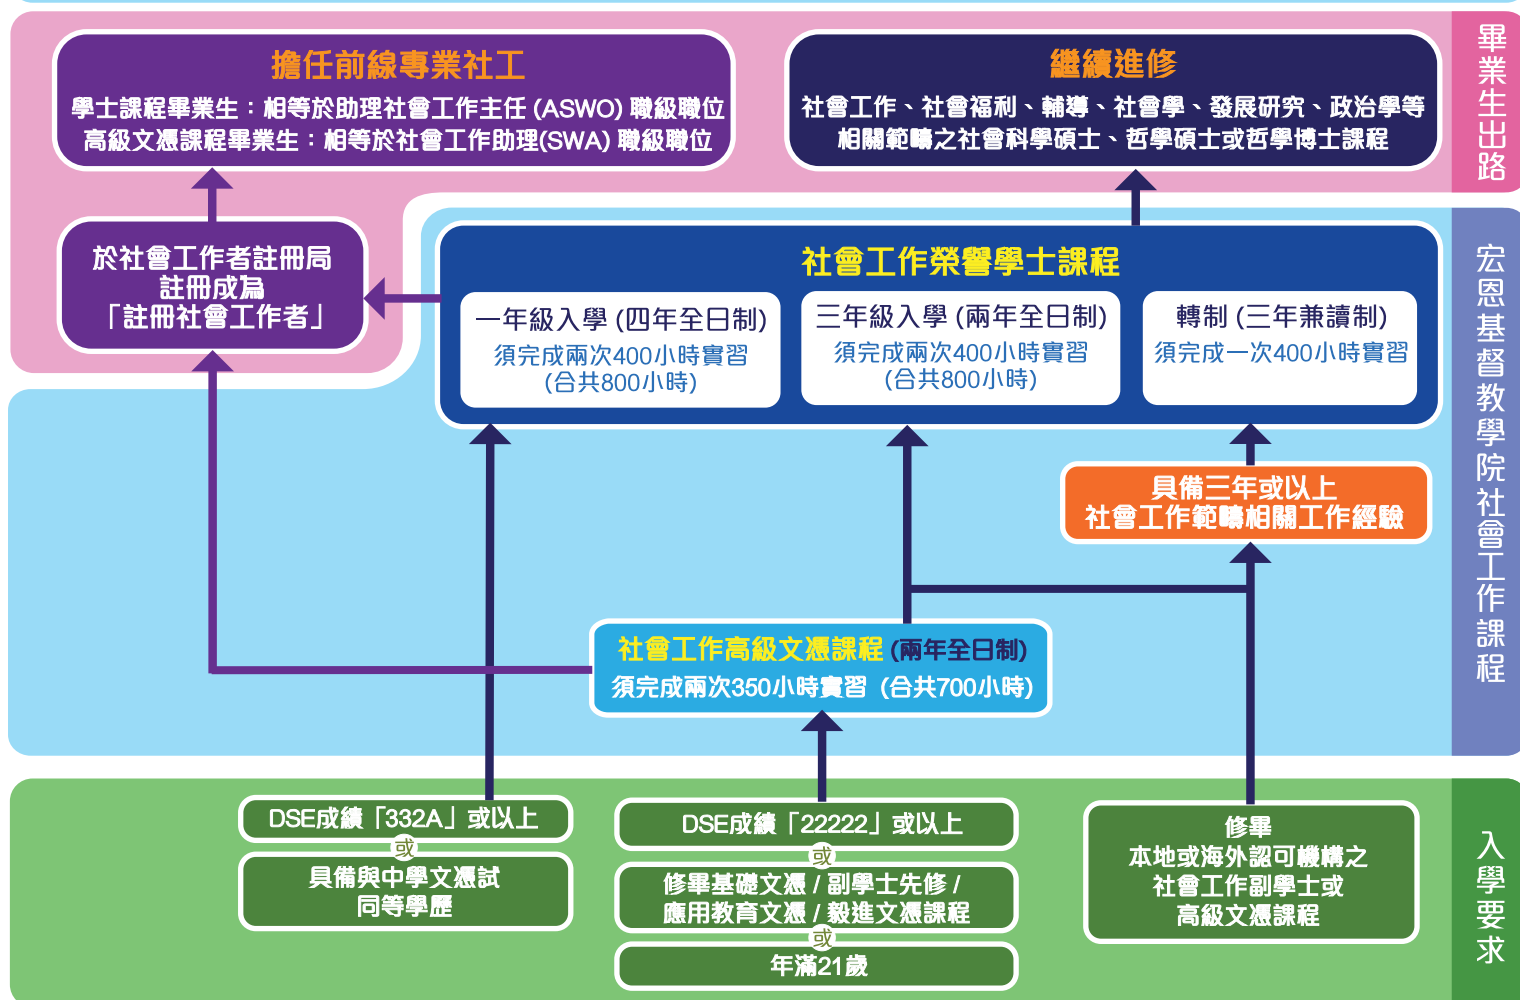 擔任前線專業社工
學士課程畢業生：相等於助理社會工作主任 (ASWO) 職級職位
高級文憑課程畢業生：相等於社會工作助理(SWA) 職級職位
繼續進修
社會工作、社會福利、輔導、社會學、發展研究、政治學等
相關範疇之社會科學碩士、哲學碩士或哲學博士課程
畢業生出路
於社會工作者註冊局
註冊成為
「註冊社會工作者」
社會工作榮譽學士課程
一年級入學 (四年全日制)
須完成兩次400小時實習
(合共800小時)
三年級入學 (兩年全日制)
須完成兩次400小時實習
(合共800小時)
轉制 (三年兼讀制)
須完成一次400小時實習
具備三年或以上
社會工作範疇相關工作經驗
社會工作高級文憑課程 (兩年全日制)
須完成兩次350小時實習 (合共700小時)
宏恩基督教學院社會工作課程
DSE成績「332A」或以上
或
具備與中學文憑試
同等學歷
DSE成績「22222」或以上
或
修畢基礎文憑 / 副學士先修 /
應用教育文憑 / 毅進文憑課程
或
年滿21歲
修畢
本地或海外認可機構之
社會工作副學士或
高級文憑課程
入學要求